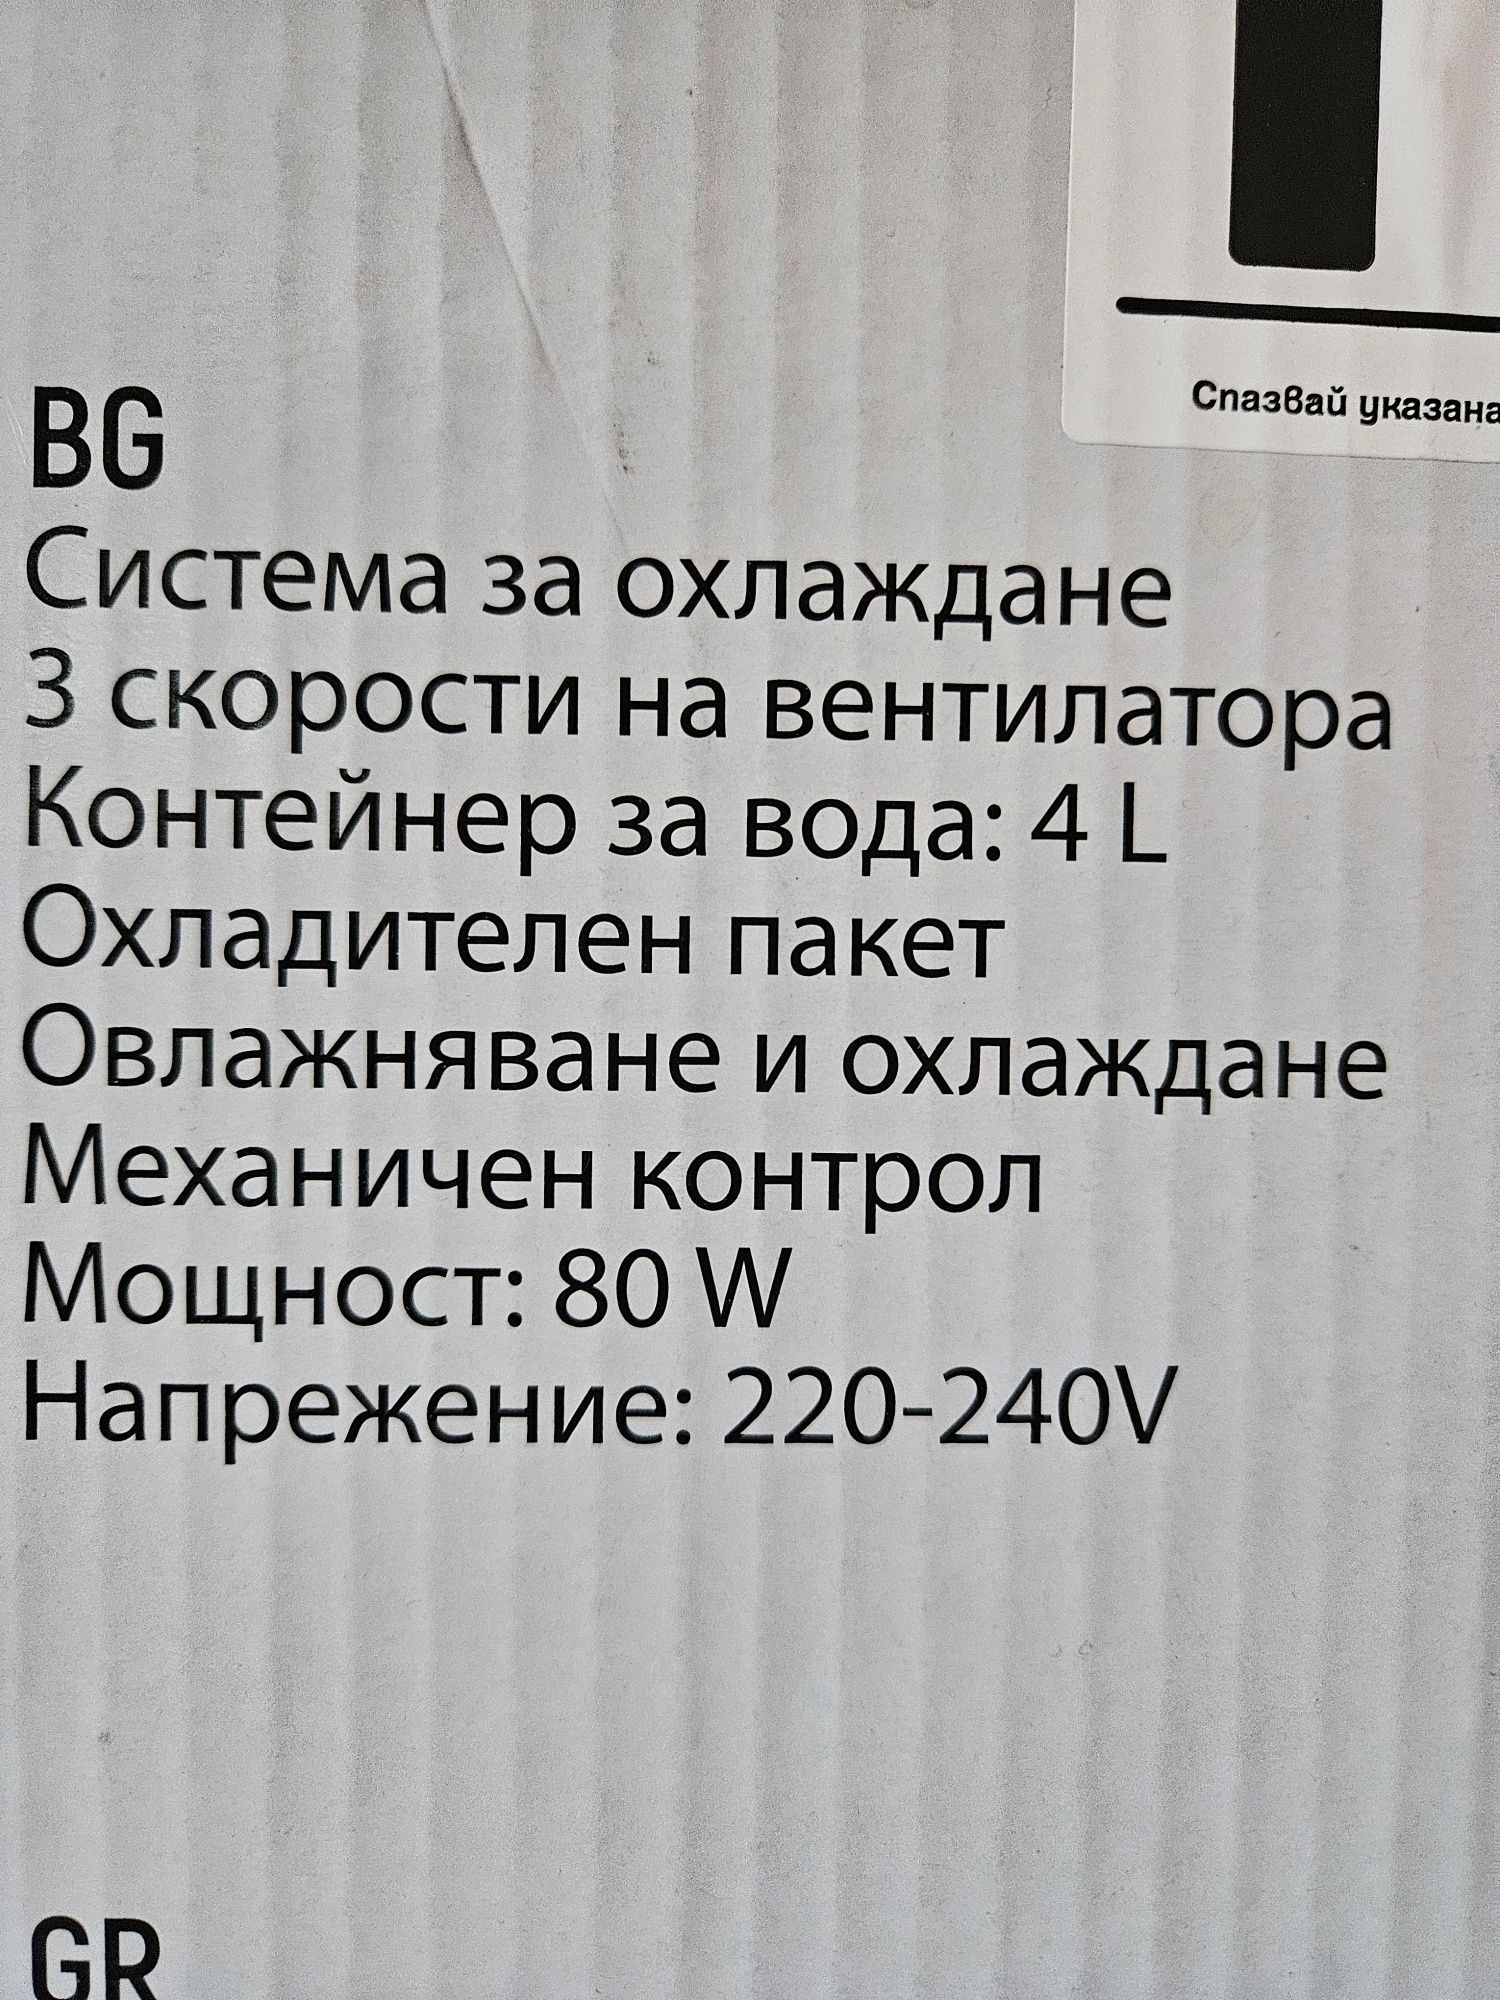 Спазвай указана
BG
Система за охлаждане
3 скорости на вентилатора
Контейнер за вода: 4 L
Охладителен пакет
Овлажняване и охлаждане
Механичен контрол
Мощност: 80 W
Напрежение: 220-240V
GR